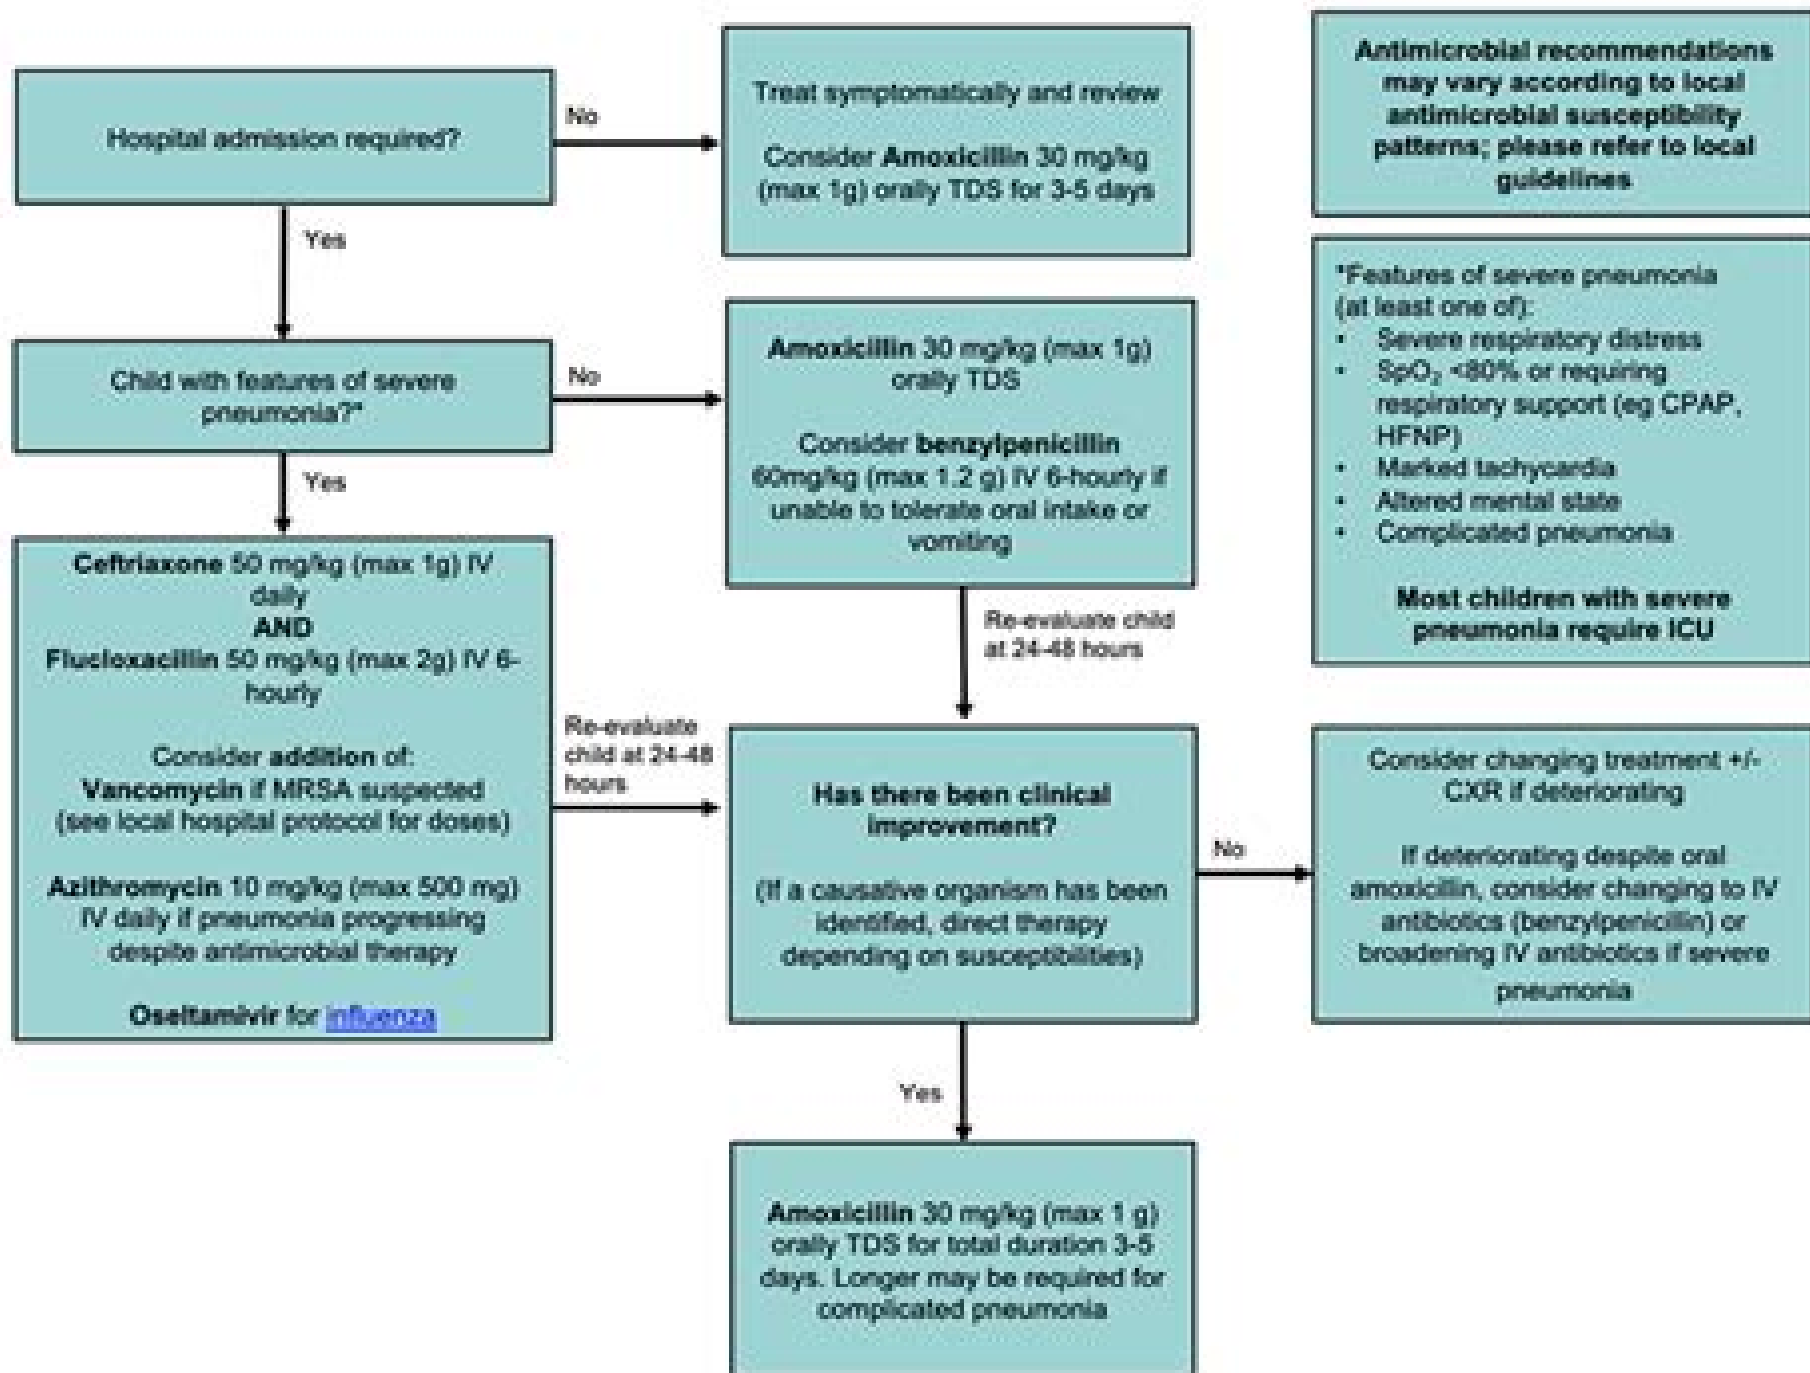 Hospital admission required?
No
Treat symptomatically and review
Consider Amoxicillin 30 mg/kg
(max 1g) orally TDS for 3-5 days
Antimicrobial recommendations
may vary according to local
antimicrobial susceptibility
patterns; please refer to local
guidelines
Yes
*Features of severe pneumonia
(at least one of):
• Severe respiratory distress
• SpO₂ <80% or requiring
respiratory support (eg CPAP,
HFNP)
• Marked tachycardia
• Altered mental state
• Complicated pneumonia
Most children with severe
pneumonia require ICU
Child with features of severe
pneumonia?*
No
Amoxicillin 30 mg/kg (max 1g)
orally TDS
Consider benzylpenicillin
60mg/kg (max 1.2 g) IV 6-hourly if
unable to tolerate oral intake or
vomiting
Yes
Ceftriaxone 50 mg/kg (max 1g) IV
daily
AND
Flucloxacillin 50 mg/kg (max 2g) IV 6-
hourly
Consider addition of:
Vancomycin if MRSA suspected
(see local hospital protocol for doses)
Azithromycin 10 mg/kg (max 500 mg)
IV daily if pneumonia progressing
despite antimicrobial therapy
Oseltamivir for influenza
Re-evaluate child
at 24-48 hours
Re-evaluate
child at 24-48
hours
Has there been clinical
improvement?
(If a causative organism has been
identified, direct therapy
depending on susceptibilities)
No
Consider changing treatment +/-
CXR if deteriorating
If deteriorating despite oral
amoxicillin, consider changing to IV
antibiotics (benzylpenicillin) or
broadening IV antibiotics if severe
pneumonia
Yes
Amoxicillin 30 mg/kg (max 1 g)
orally TDS for total duration 3-5
days. Longer may be required for
complicated pneumonia